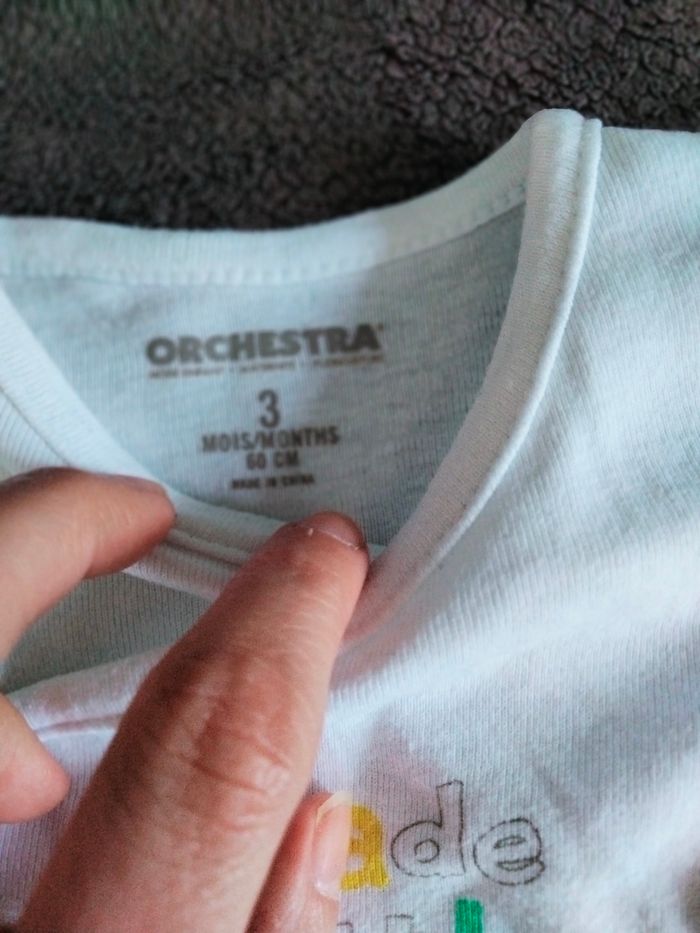 ORCHESTRA
3
MOIS/MONTHS
60 CM
MADE IN CHINA
ade